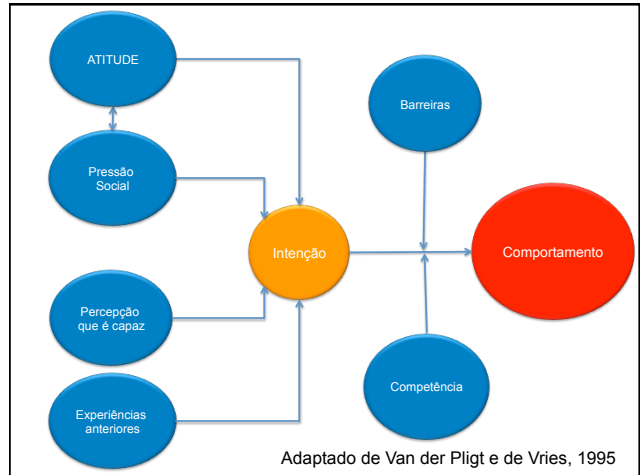 ATITUDE
Pressão
Social
Percepção
que é capaz
Experiências
anteriores
Intenção
Barreiras
Competência
Comportamento
Adaptado de Van der Pligt e de Vries, 1995